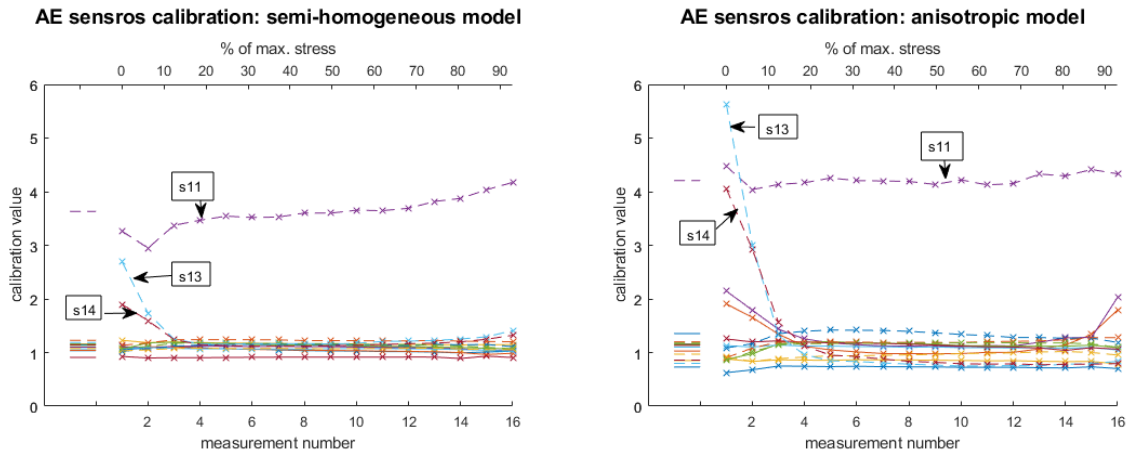 AE sensros calibration: semi-homogeneous model
% of max. stress
0 10 20 30 40 50 60 70 80 90
6
5
4
3
2
1
0
calibration value
s11
s13
s14
2 4 6 8 10 12 14 16
measurement number
AE sensros calibration: anisotropic model
% of max. stress
0 10 20 30 40 50 60 70 80 90
6
5
4
3
2
1
0
calibration value
s13
s11
s14
2 4 6 8 10 12 14 16
measurement number